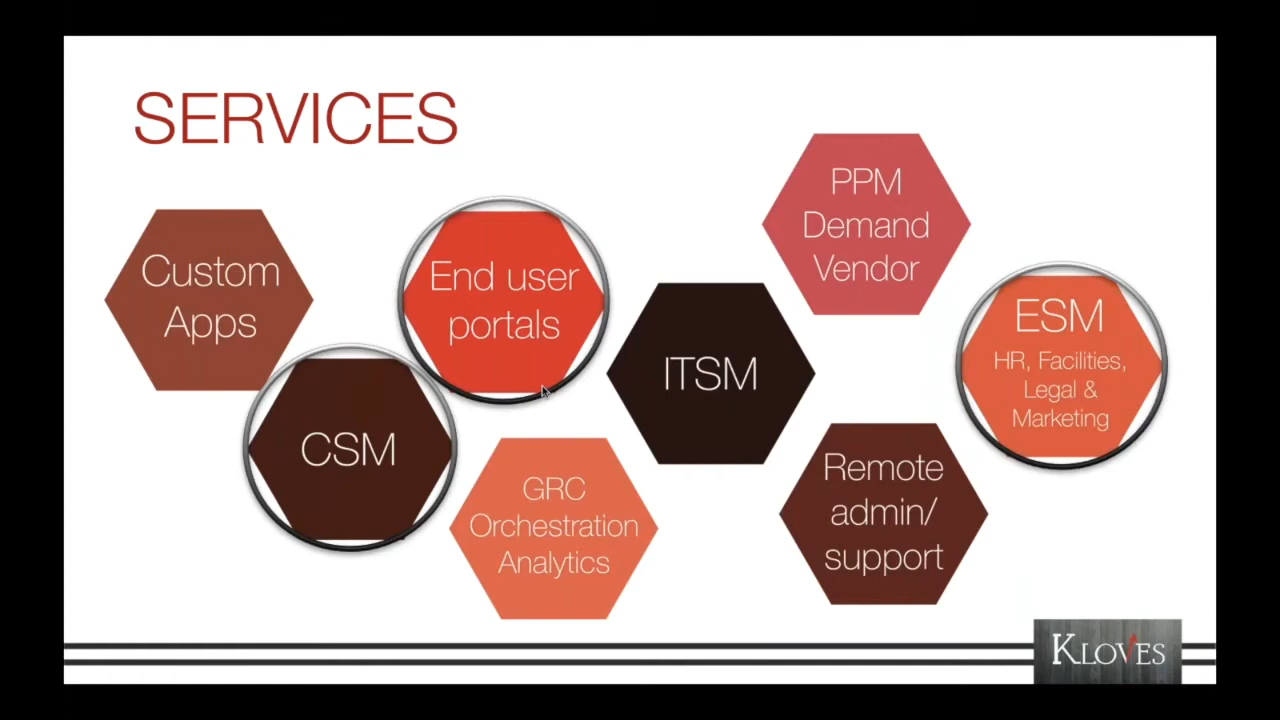 SERVICES
Custom
Apps
End user
portals
CSM
GRC
Orchestration
Analytics
ITSM
PPM
Demand
Vendor
Remote
admin/
support
ESM
HR, Facilities,
Legal &
Marketing
KLOVES